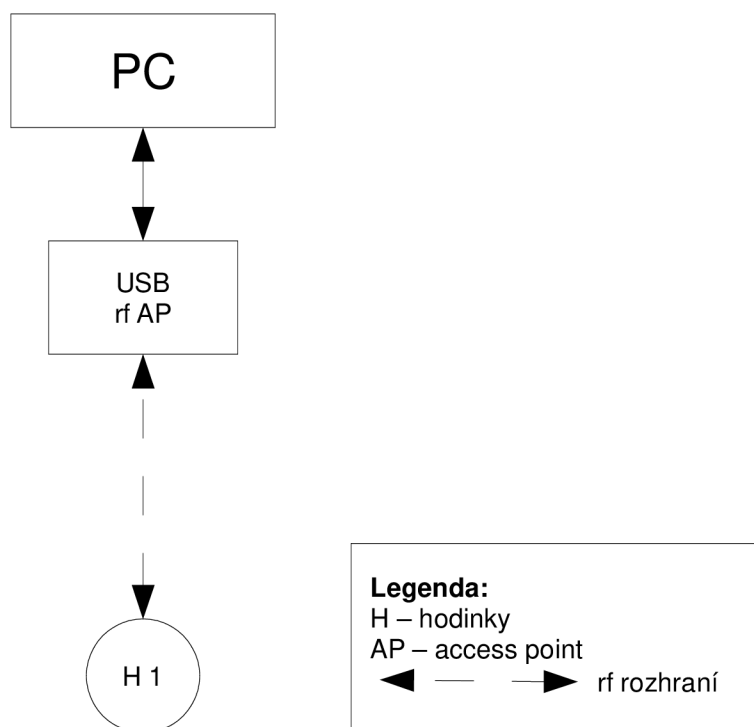 PC
USB
rf AP
H 1
Legenda:
H – hodinky
AP – access point
rf rozhraní